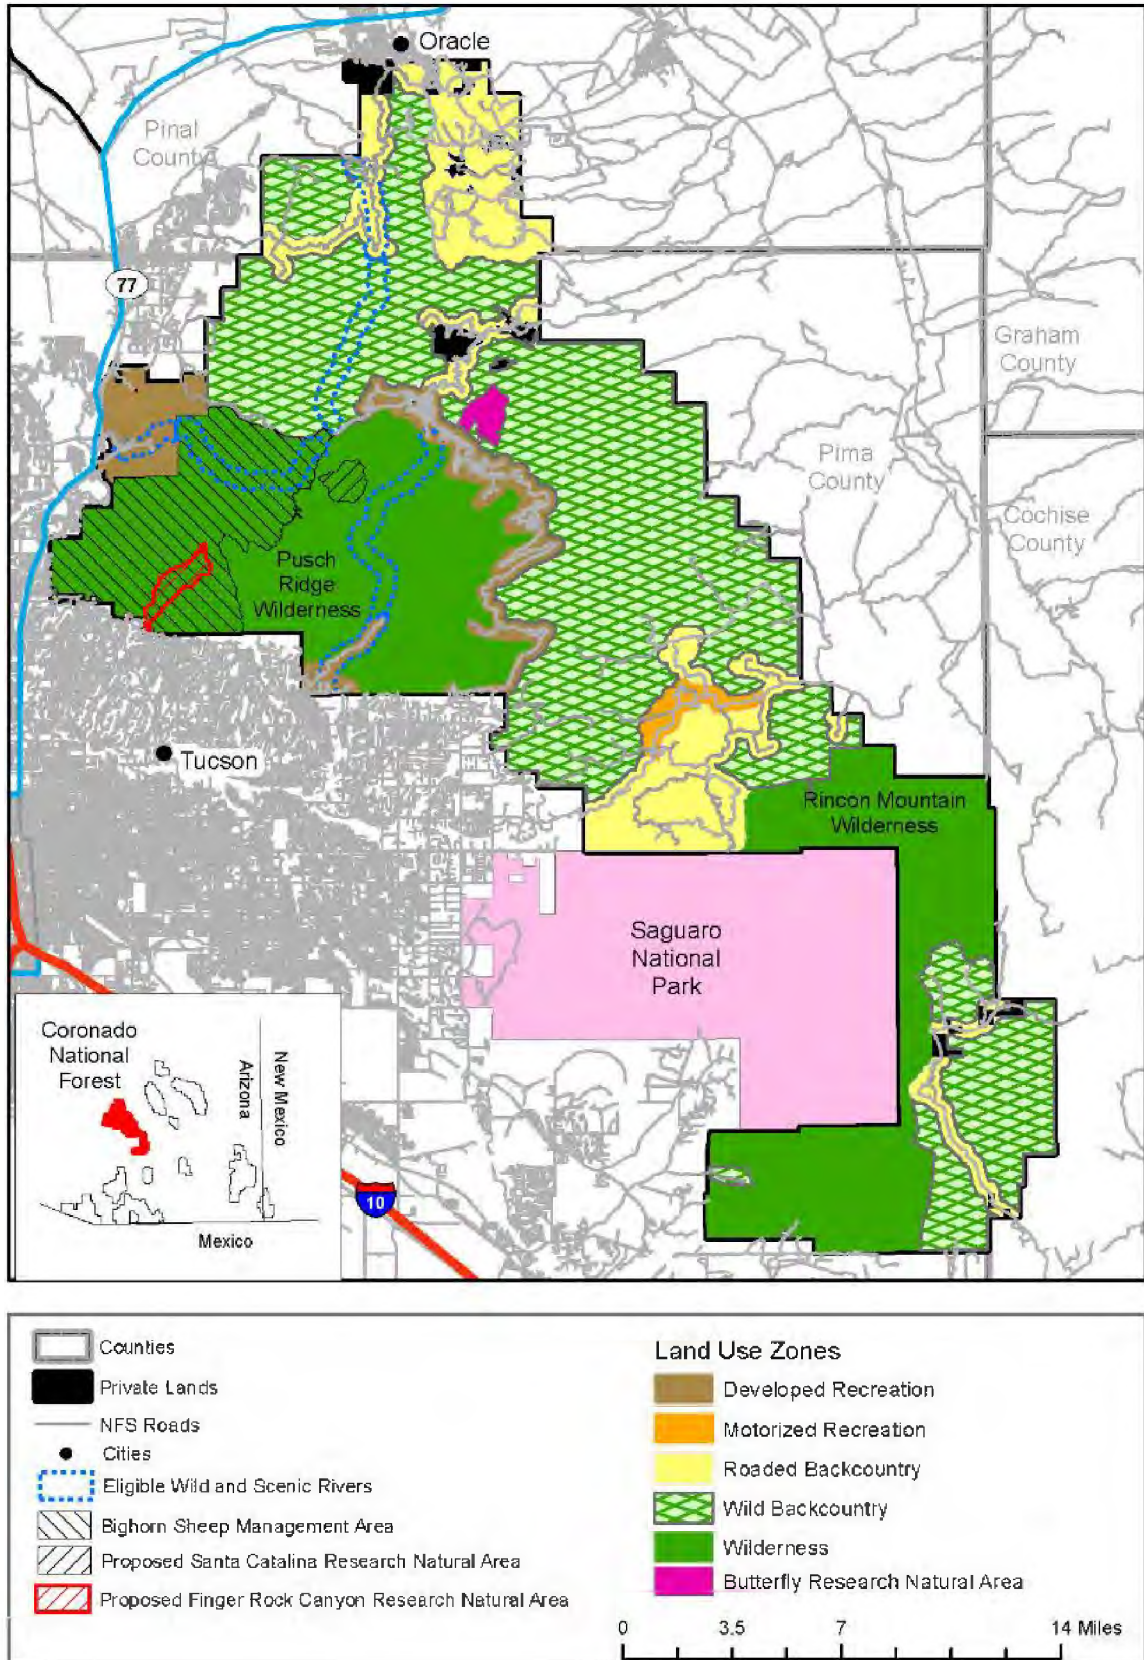 Oracle
Pinal
County
77
Graham
County
Pima
County
Cochise
County
Pusch
Ridge
Wilderness
Tucson
Rincon Mountain
Wilderness
Saguaro
National
Park
Coronado
National
Forest
New Mexico
Arizona
Mexico
10
Counties
Private Lands
NFS Roads
Cities
Eligible Wild and Scenic Rivers
Bighorn Sheep Management Area
Proposed Santa Catalina Research Natural Area
Proposed Finger Rock Canyon Research Natural Area
Land Use Zones
Developed Recreation
Motorized Recreation
Roaded Backcountry
Wild Backcountry
Wilderness
Butterfly Research Natural Area
0 3.5 7 14 Miles